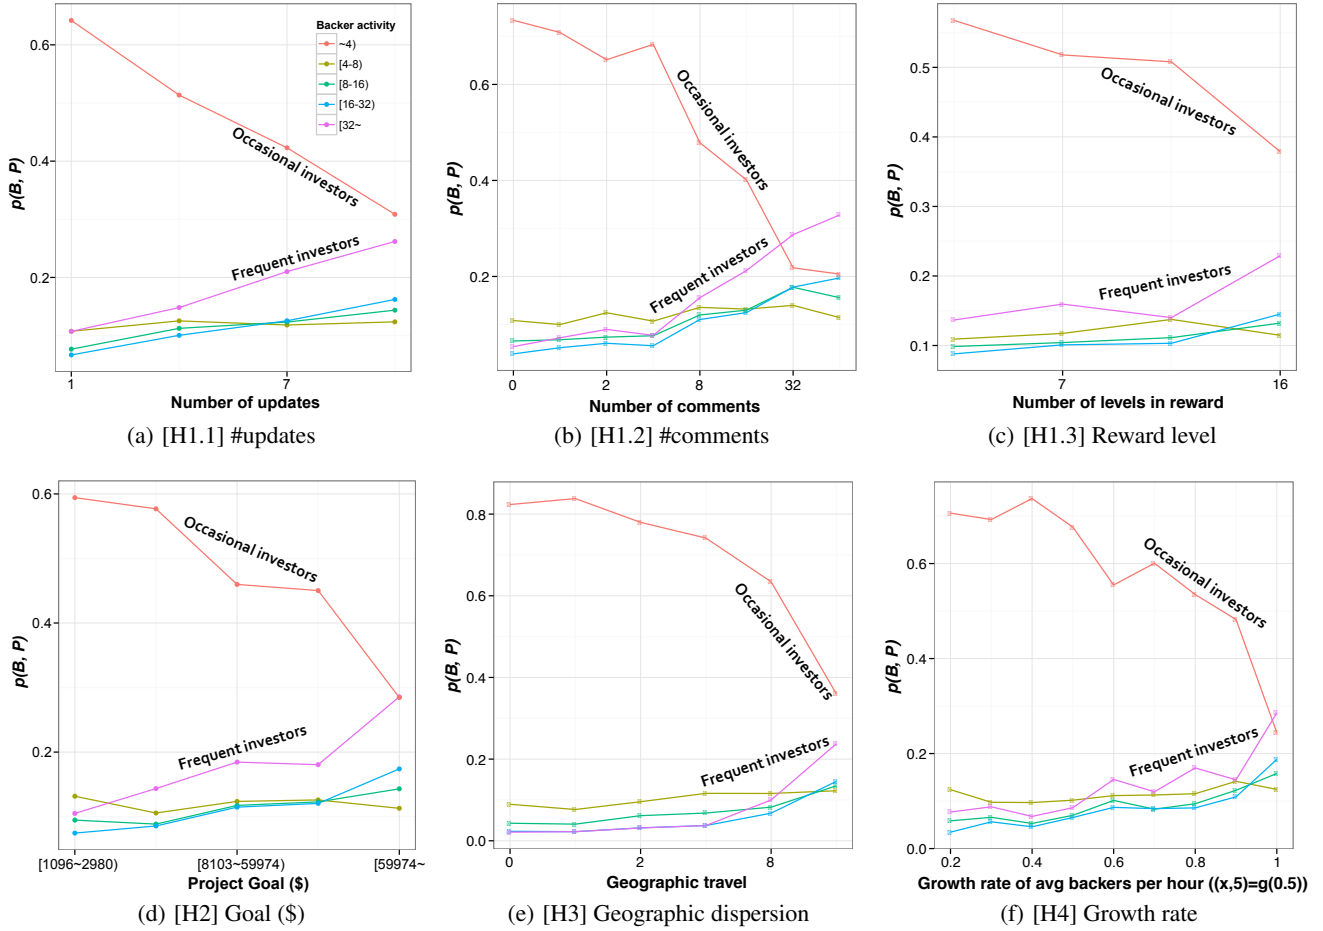 0.6
0.4
0.2
p(B, P)
Backer activity
~4)
[4-8)
[8-16)
[16-32)
[32~
Occasional investors
Frequent investors
1
7
Number of updates
(a) [H1.1] #updates
0.6
0.4
0.2
p(B, P)
Occasional investors
Frequent investors
0
2
8
32
Number of comments
(b) [H1.2] #comments
0.5
0.4
0.3
0.2
0.1
p(B, P)
Occasional investors
Frequent investors
7
16
Number of levels in reward
(c) [H1.3] Reward level
0.6
0.4
0.2
p(B, P)
Occasional investors
Frequent investors
[1096~2980)
[8103~59974)
[59974~
Project Goal ($)
(d) [H2] Goal ($)
0.8
0.6
0.4
0.2
0.0
p(B, P)
Occasional investors
Frequent investors
0
2
8
Geographic travel
(e) [H3] Geographic dispersion
0.6
0.4
0.2
0.0
p(B, P)
Occasional investors
Frequent investors
0.2
0.4
0.6
0.8
1
Growth rate of avg backers per hour ((x,5)=g(0.5))
(f) [H4] Growth rate